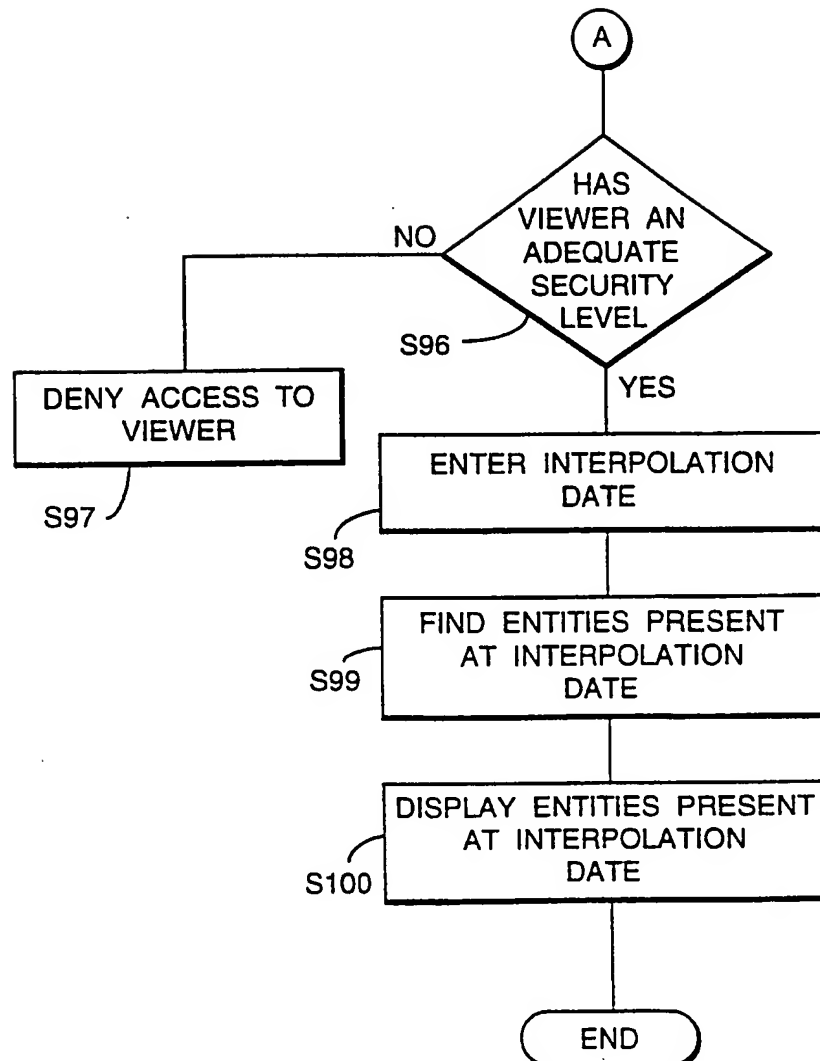 A
HAS
VIEWER AN
ADEQUATE
SECURITY
LEVEL
NO
S96
YES
DENY ACCESS TO
VIEWER
S97
ENTER INTERPOLATION
DATE
S98
FIND ENTITIES PRESENT
AT INTERPOLATION
DATE
S99
DISPLAY ENTITIES PRESENT
AT INTERPOLATION
DATE
S100
END